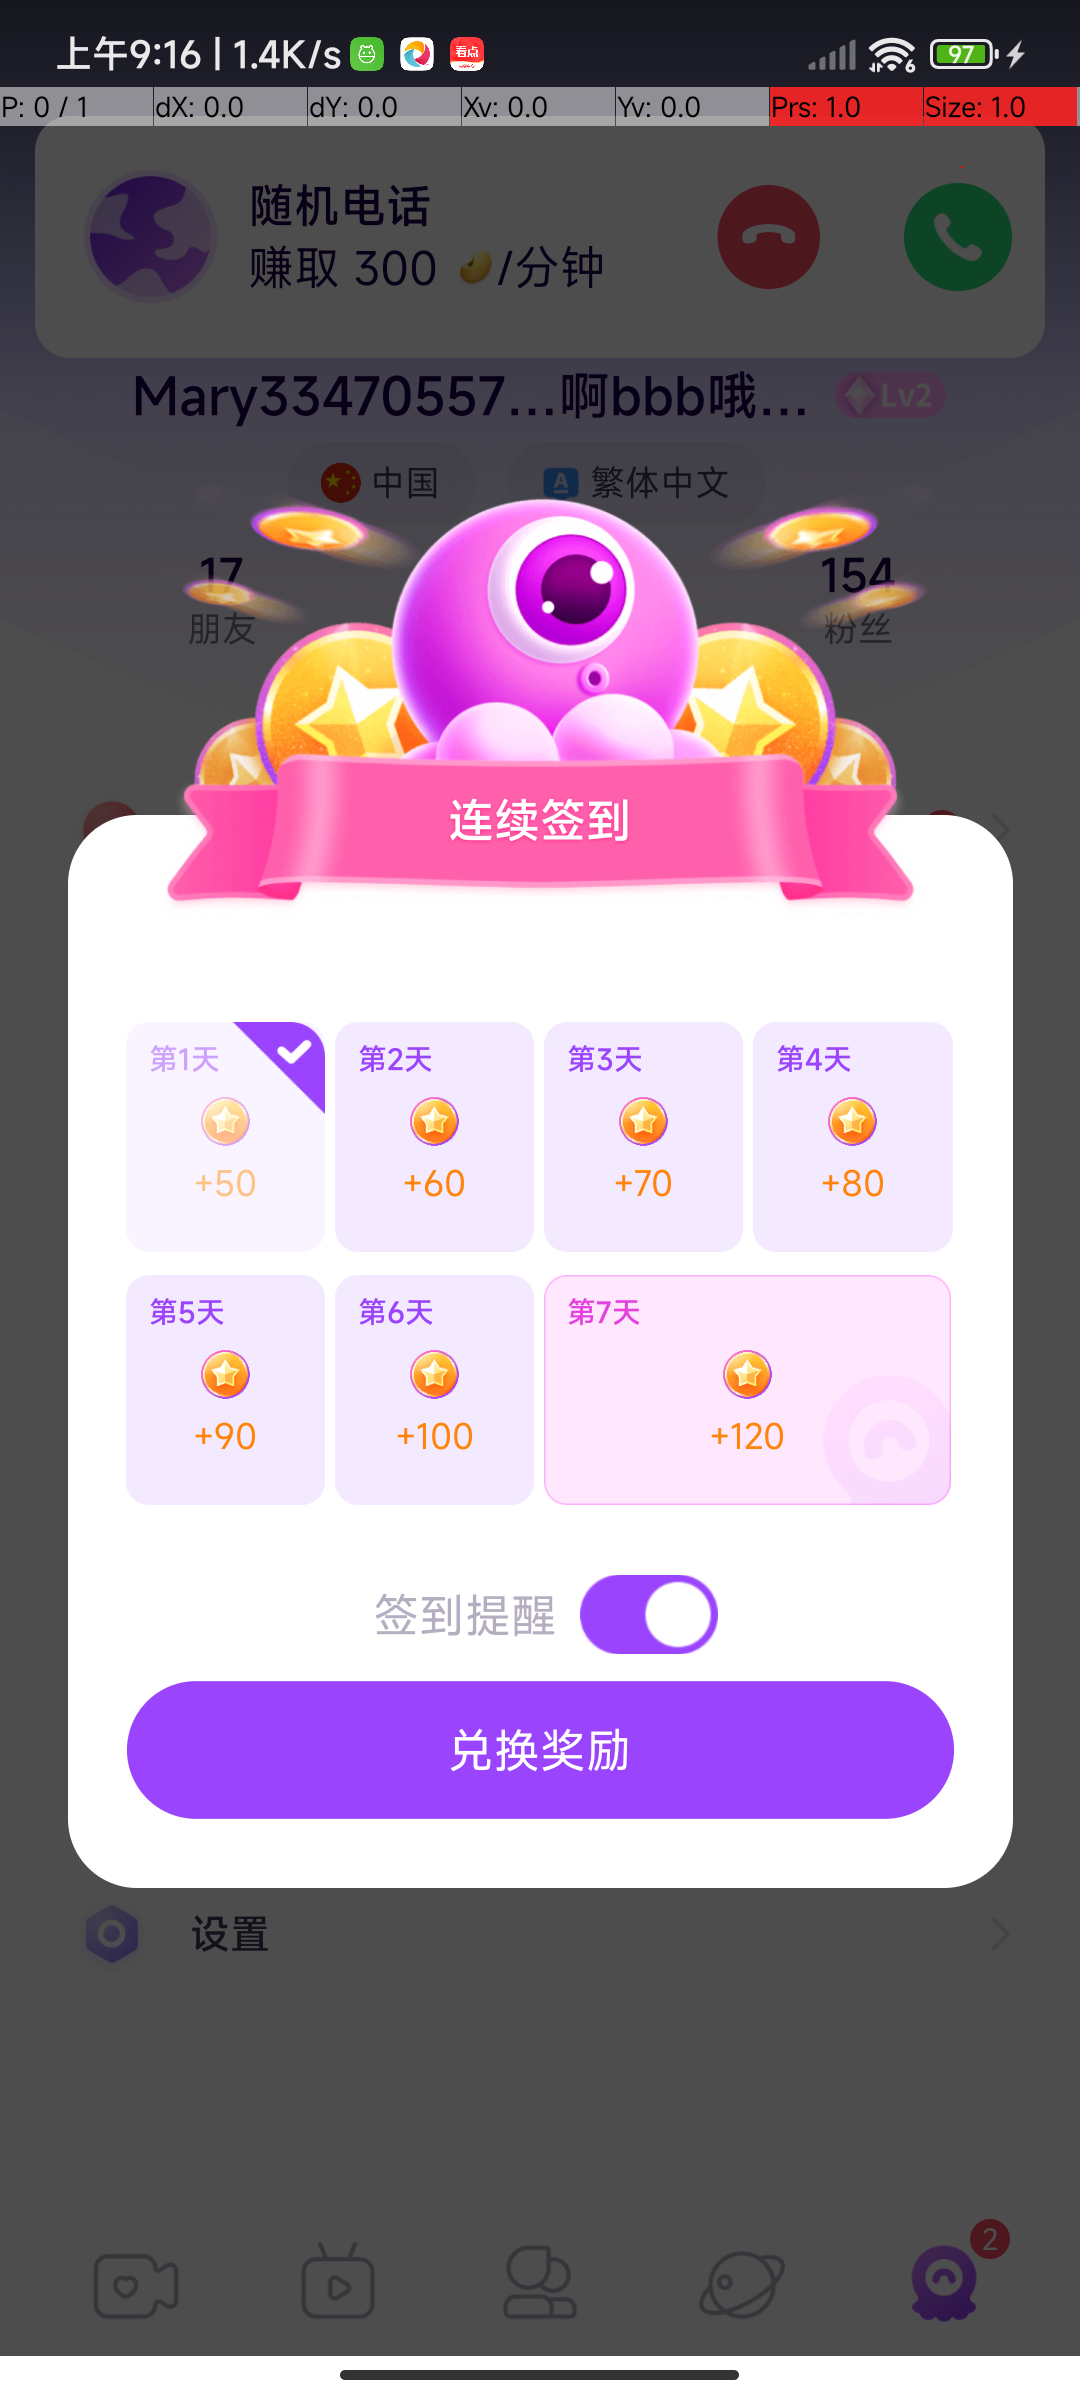 上午9:16 | 1.4K/s 看点 6 97
P: 0 / 1 dX: 0.0 dY: 0.0 Xv: 0.0 Yv: 0.0 Prs: 1.0 Size: 1.0
随机电话
赚取 300 /分钟
Mary33470557...啊bbb哦... Lv2
中国 A 繁体中文
17 154
朋友 粉丝
连续签到
第1天 第2天 第3天 第4天
+50 +60 +70 +80
第5天 第6天 第7天
+90 +100 +120
签到提醒
兑换奖励
设置
2